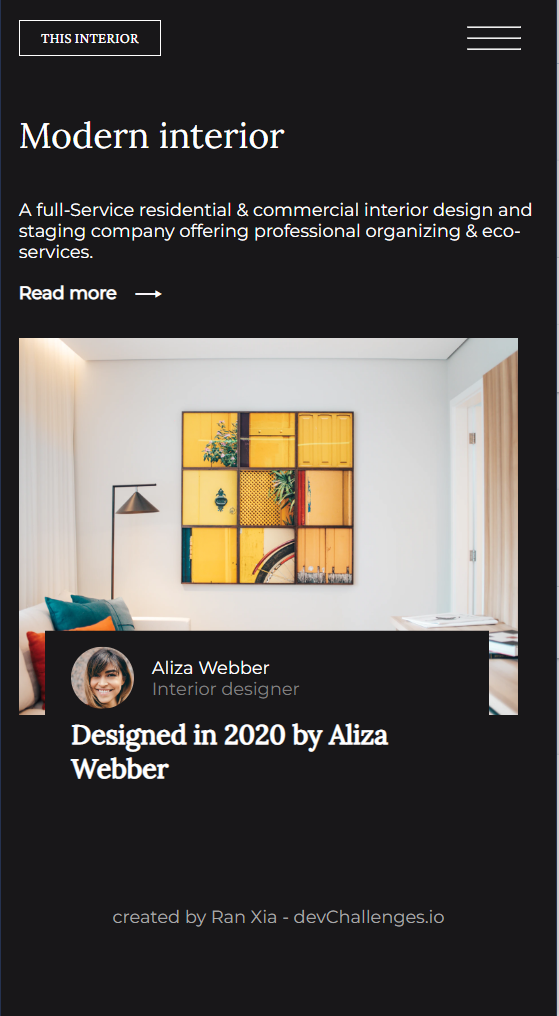 THIS INTERIOR
Modern interior
A full-Service residential & commercial interior design and
staging company offering professional organizing & eco-
services.
Read more
Aliza Webber
Interior designer
Designed in 2020 by Aliza
Webber
created by Ran Xia - devChallenges.io